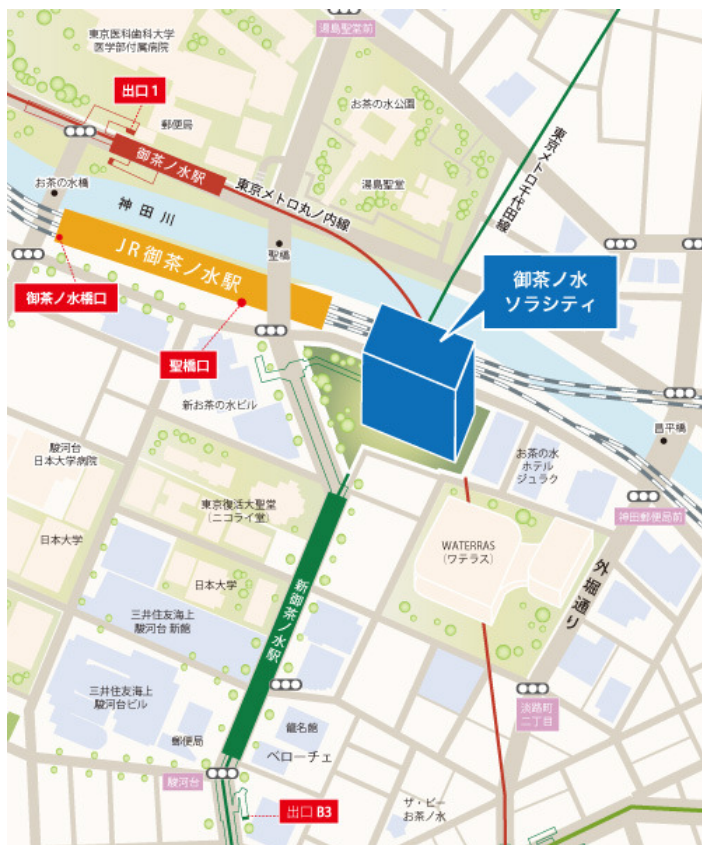 東京医科歯科大学
医学部付属病院
湯島聖堂前
出口1
郵便局
お茶の水公園
御茶ノ水駅
東京メトロ丸ノ内線
湯島聖堂
東京メトロ千代田線
お茶の水橋
神田川
聖橋
JR御茶ノ水駅
御茶ノ水
ソラシティ
御茶ノ水橋口
聖橋口
新お茶の水ビル
昌平橋
お茶の水
ホテル
ジュラク
駿河台
日本大学病院
東京復活大聖堂
(ニコライ堂)
神田郵便局前
日本大学
WATERRAS
(ワテラス)
外堀通り
日本大学
新御茶ノ水駅
三井住友海上
駿河台 新館
三井住友海上
駿河台ビル
淡路町
二丁目
龍名館
郵便局
ベローチェ
駿河台
出口 B3
ザ・ビー
お茶ノ水